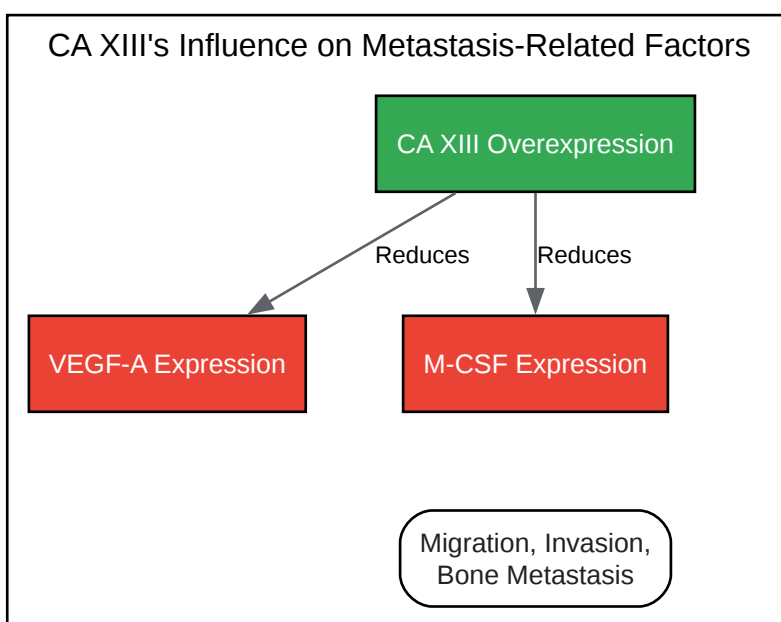 CA XIII's Influence on Metastasis-Related Factors
CA XIII Overexpression
Reduces
Reduces
VEGF-A Expression
M-CSF Expression
Migration, Invasion,
Bone Metastasis